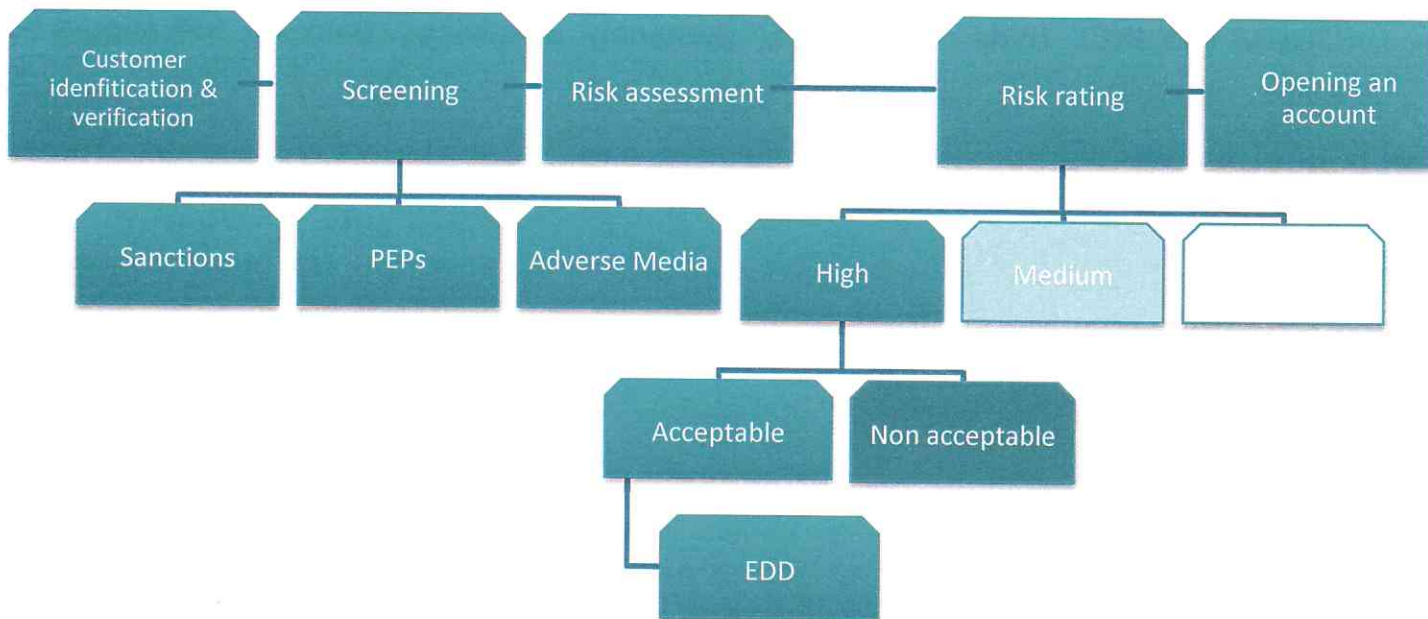 Customer
idenfitication &
verification
Screening
Risk assessment
Risk rating
Opening an
account
Sanctions
PEPs
Adverse Media
High
Medium
Acceptable
Non acceptable
EDD